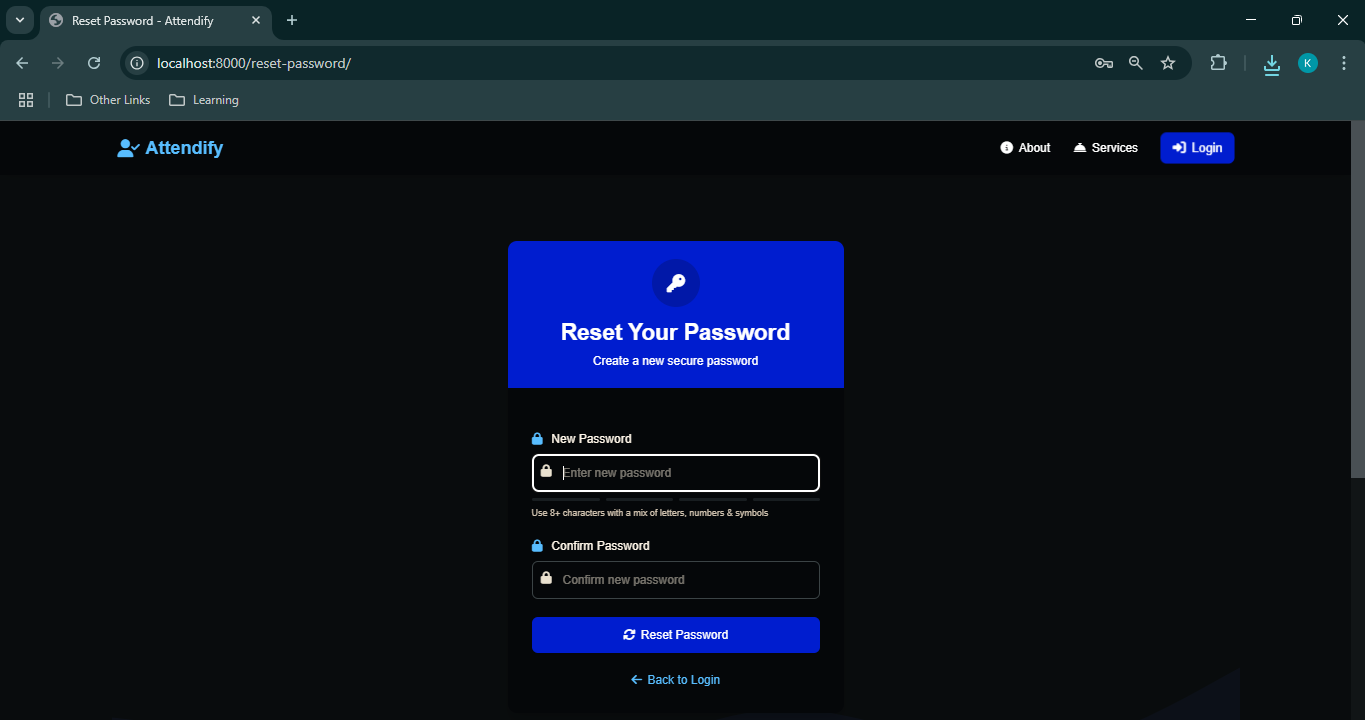 Reset Password - Attendify
localhost:8000/reset-password/
K
Other Links
Learning
Attendify
About
Services
Login
Reset Your Password
Create a new secure password
New Password
Enter new password
Use 8+ characters with a mix of letters, numbers & symbols
Confirm Password
Confirm new password
Reset Password
Back to Login